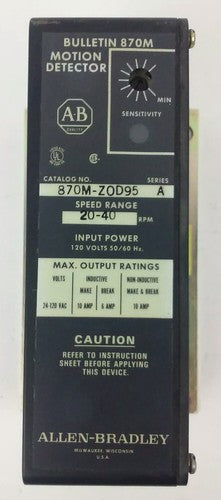 BULLETIN 870M
MOTION
DETECTOR
MIN
SENSITIVITY
A-B
QUALITY
UL
CATALOG NO. SERIES
870M-ZOD95 A
SPEED RANGE
20-40 RPM
INPUT POWER
120 VOLTS 50/60 Hz.
MAX. OUTPUT RATINGS
VOLTS INDUCTIVE NON-INDUCTIVE
MAKE BREAK MAKE & BREAK
24-120 VAC 10 AMP 6 AMP 10 AMP
CAUTION
REFER TO INSTRUCTION
SHEET BEFORE APPLYING
THIS DEVICE.
ALLEN-BRADLEY
MILWAUKEE, WISCONSIN
U.S.A.